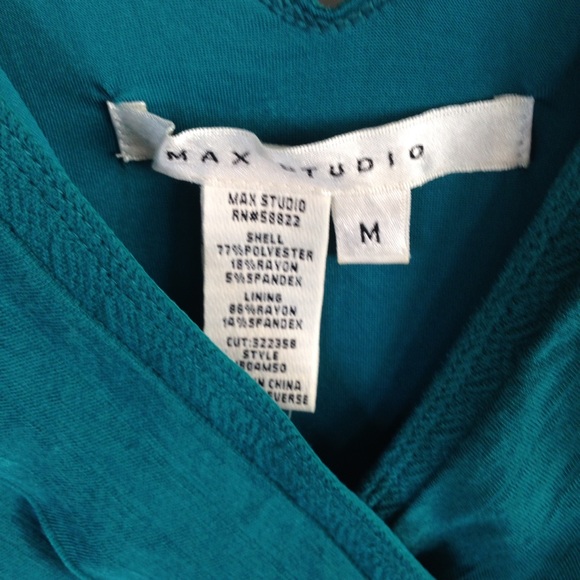 MAX STUDIO
M
MAX STUDIO
RN#58822
SHELL
77%POLYESTER
18%RAYON
5%SPANDEX
LINING
86%RAYON
14%SPANDEX
CUT:322358
STYLE
IN CHINA